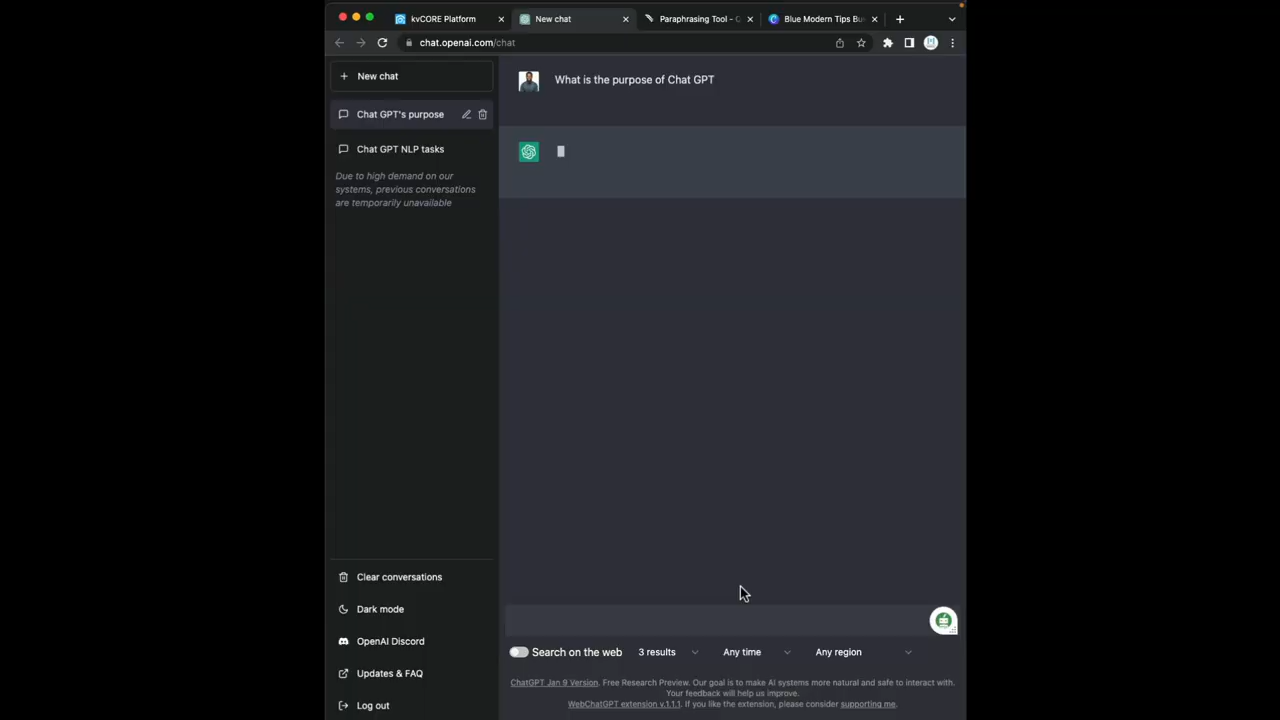 kvCORE Platform
New chat
Paraphrasing Tool -
Blue Modern Tips Bu
chat.openai.com/chat
New chat
Chat GPT's purpose
Chat GPT NLP tasks
Due to high demand on our
systems, previous conversations
are temporarily unavailable
What is the purpose of Chat GPT
Clear conversations
Dark mode
OpenAI Discord
Updates & FAQ
Log out
Search on the web
3 results
Any time
Any region
ChatGPT Jan 9 Version. Free Research Preview. Our goal is to make AI systems more natural and safe to interact with.
Your feedback will help us improve.
WebChatGPT extension v.1.1.1. If you like the extension, please consider supporting me.